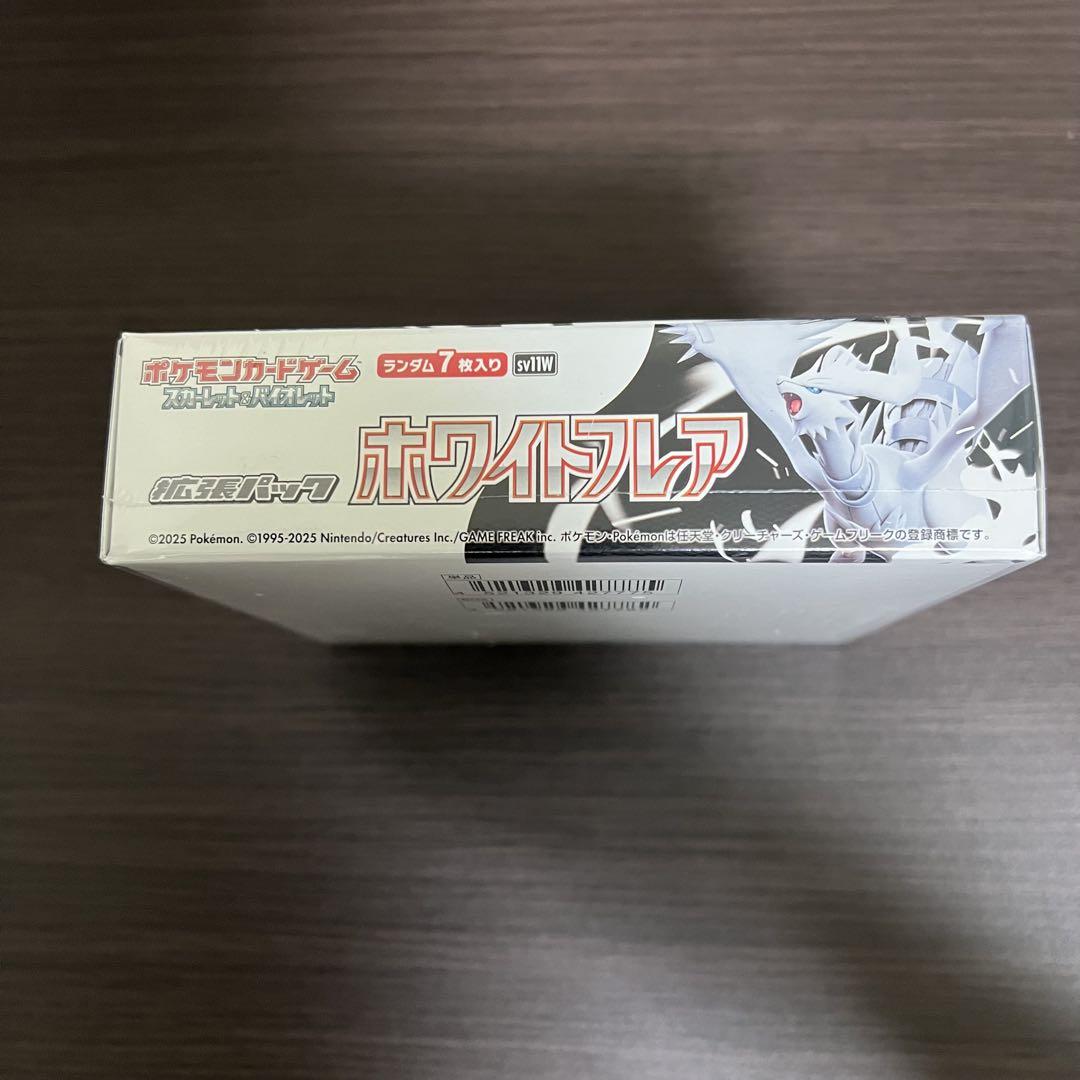 ポケモンカードゲーム™
スカーレット&バイオレット
ランダム7枚入り sv11W
拡張パック ホワイトフレア
©2025 Pokémon. ©1995-2025 Nintendo/Creatures Inc./GAME FREAK inc. ポケモン・Pokémonは任天堂・クリーチャーズ・ゲームフリークの登録商標です。
単品